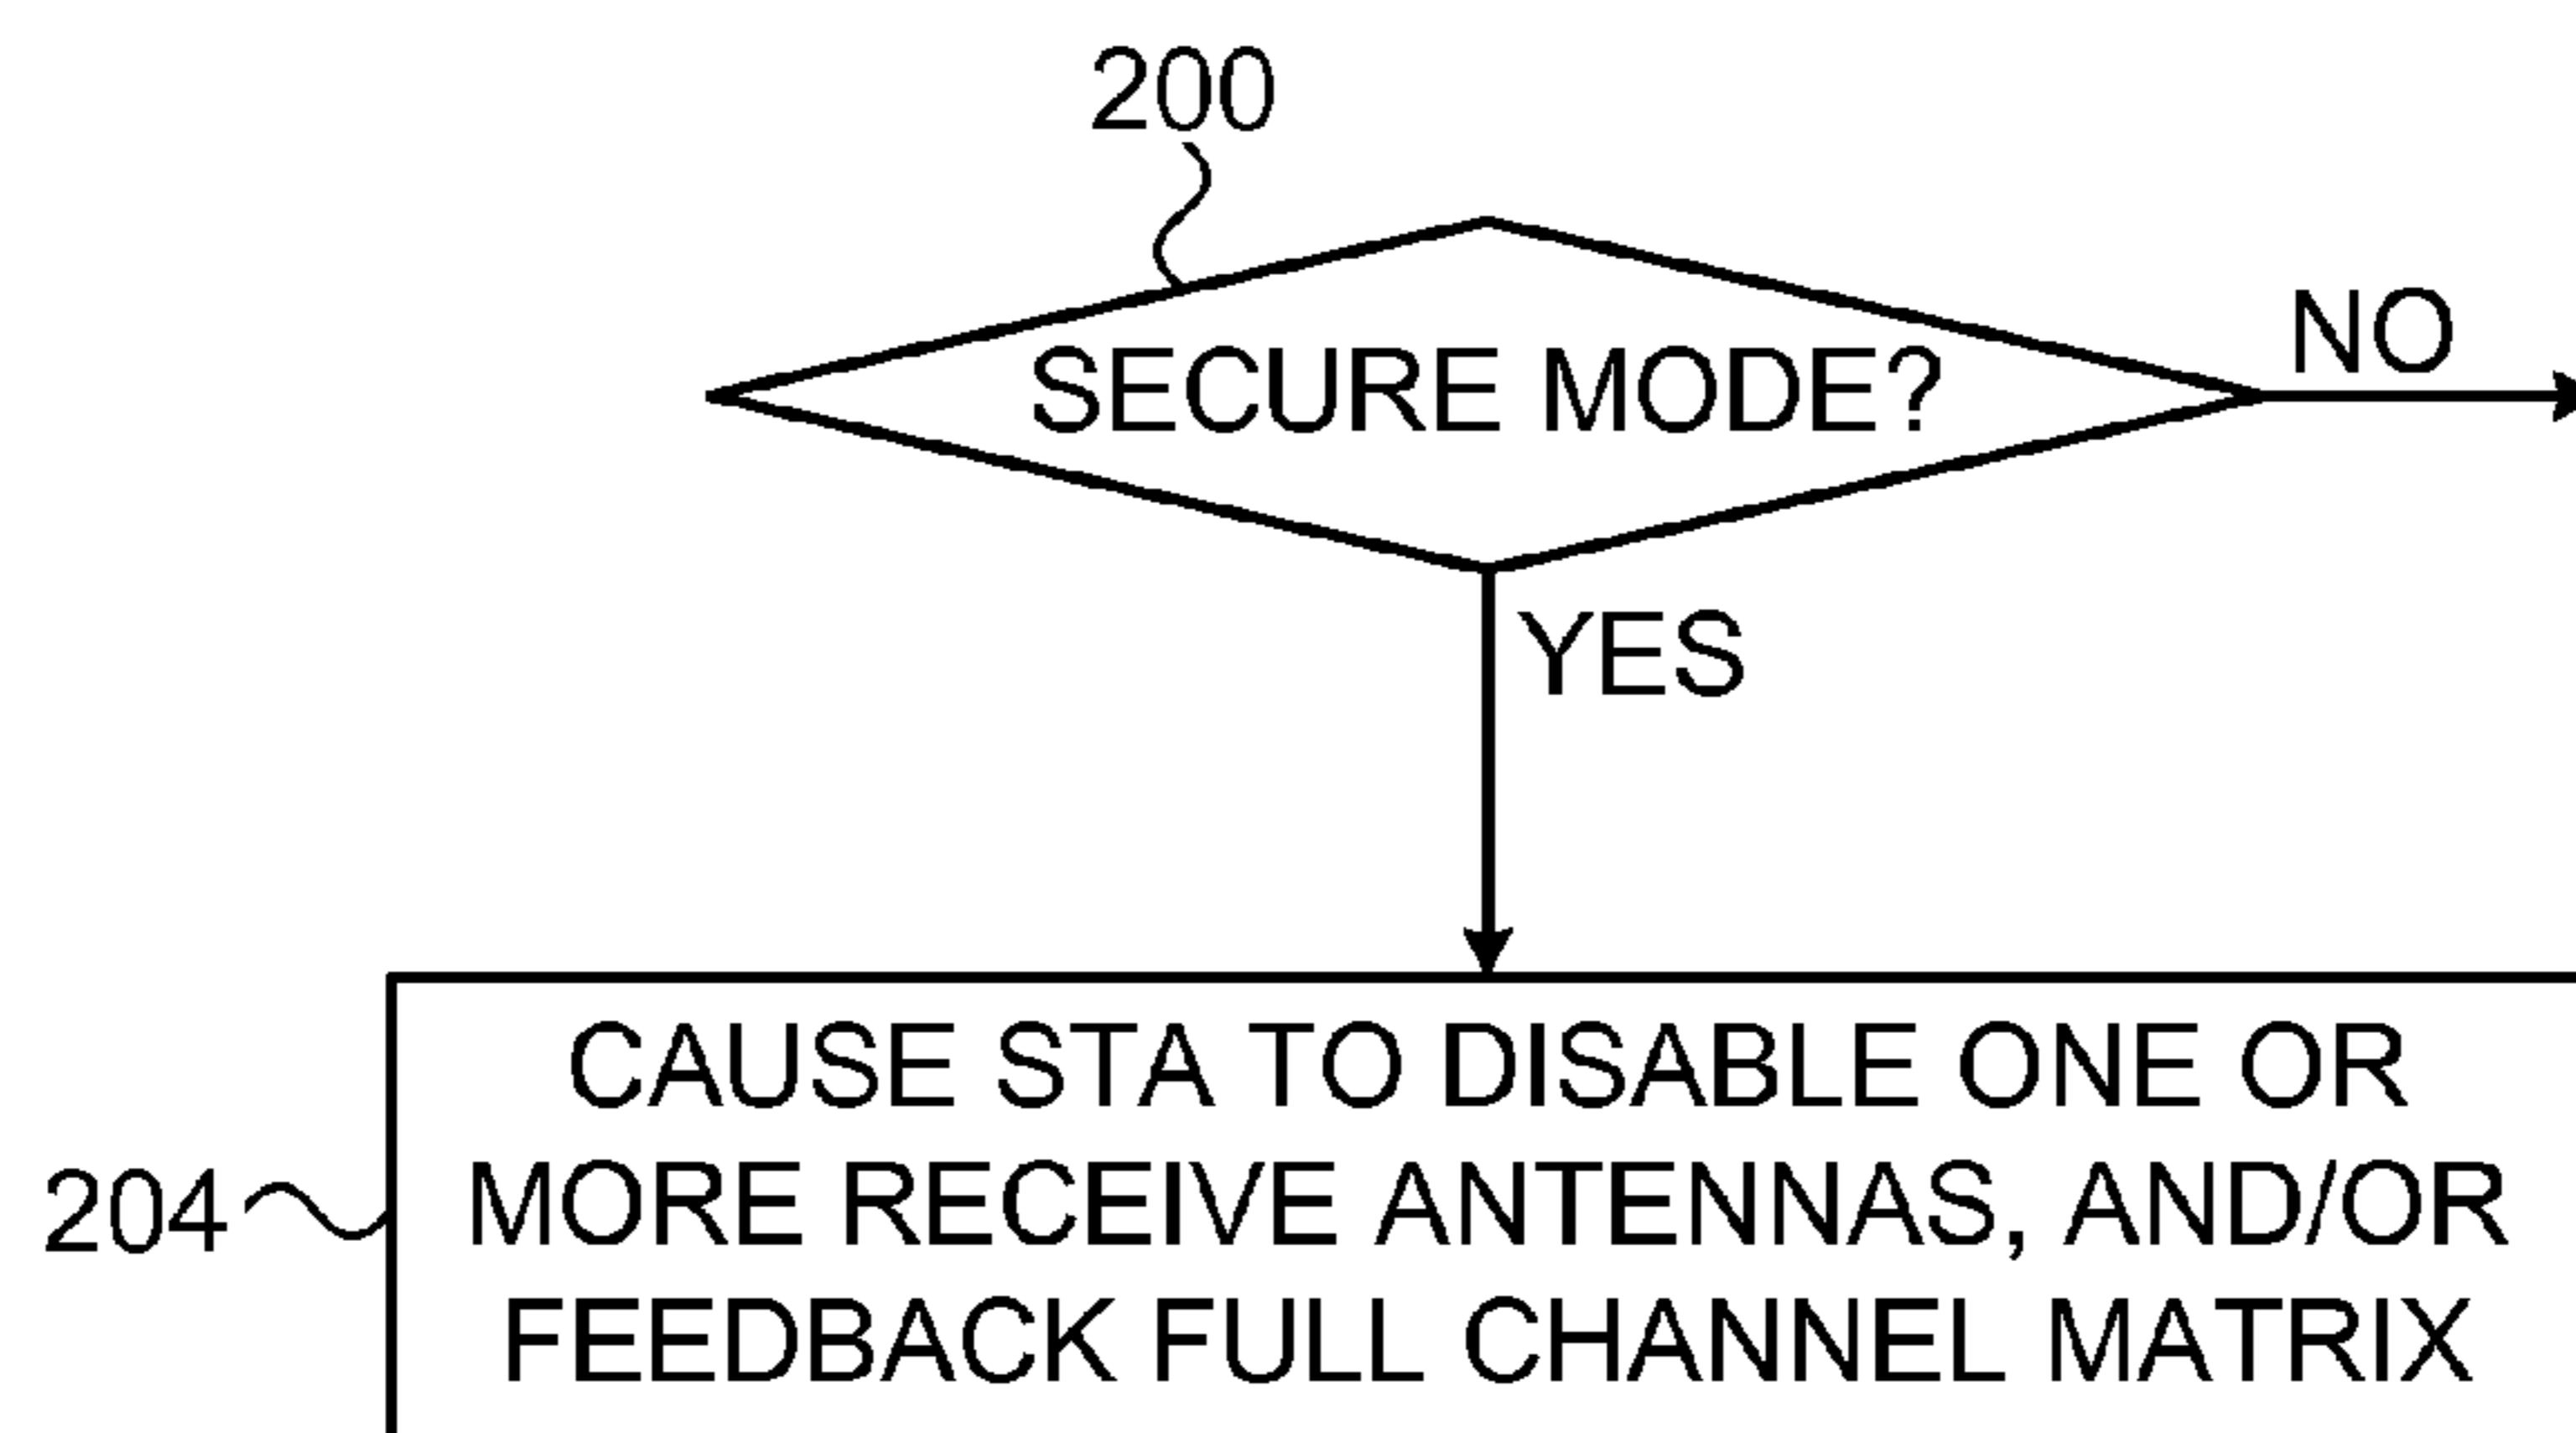 200
SECURE MODE?
NO
YES
204
CAUSE STA TO DISABLE ONE OR
MORE RECEIVE ANTENNAS, AND/OR
FEEDBACK FULL CHANNEL MATRIX